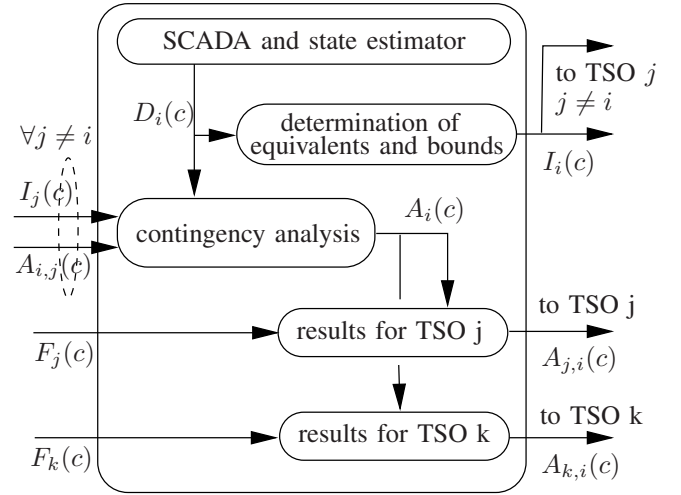 SCADA and state estimator
to TSO j
j ≠ i
D_i(c)
determination of
equivalents and bounds
I_i(c)
∀j ≠ i
I_j(c)
A_i(c)
contingency analysis
A_{i,j}(c)
to TSO j
results for TSO j
F_j(c)
A_{j,i}(c)
to TSO k
results for TSO k
F_k(c)
A_{k,i}(c)